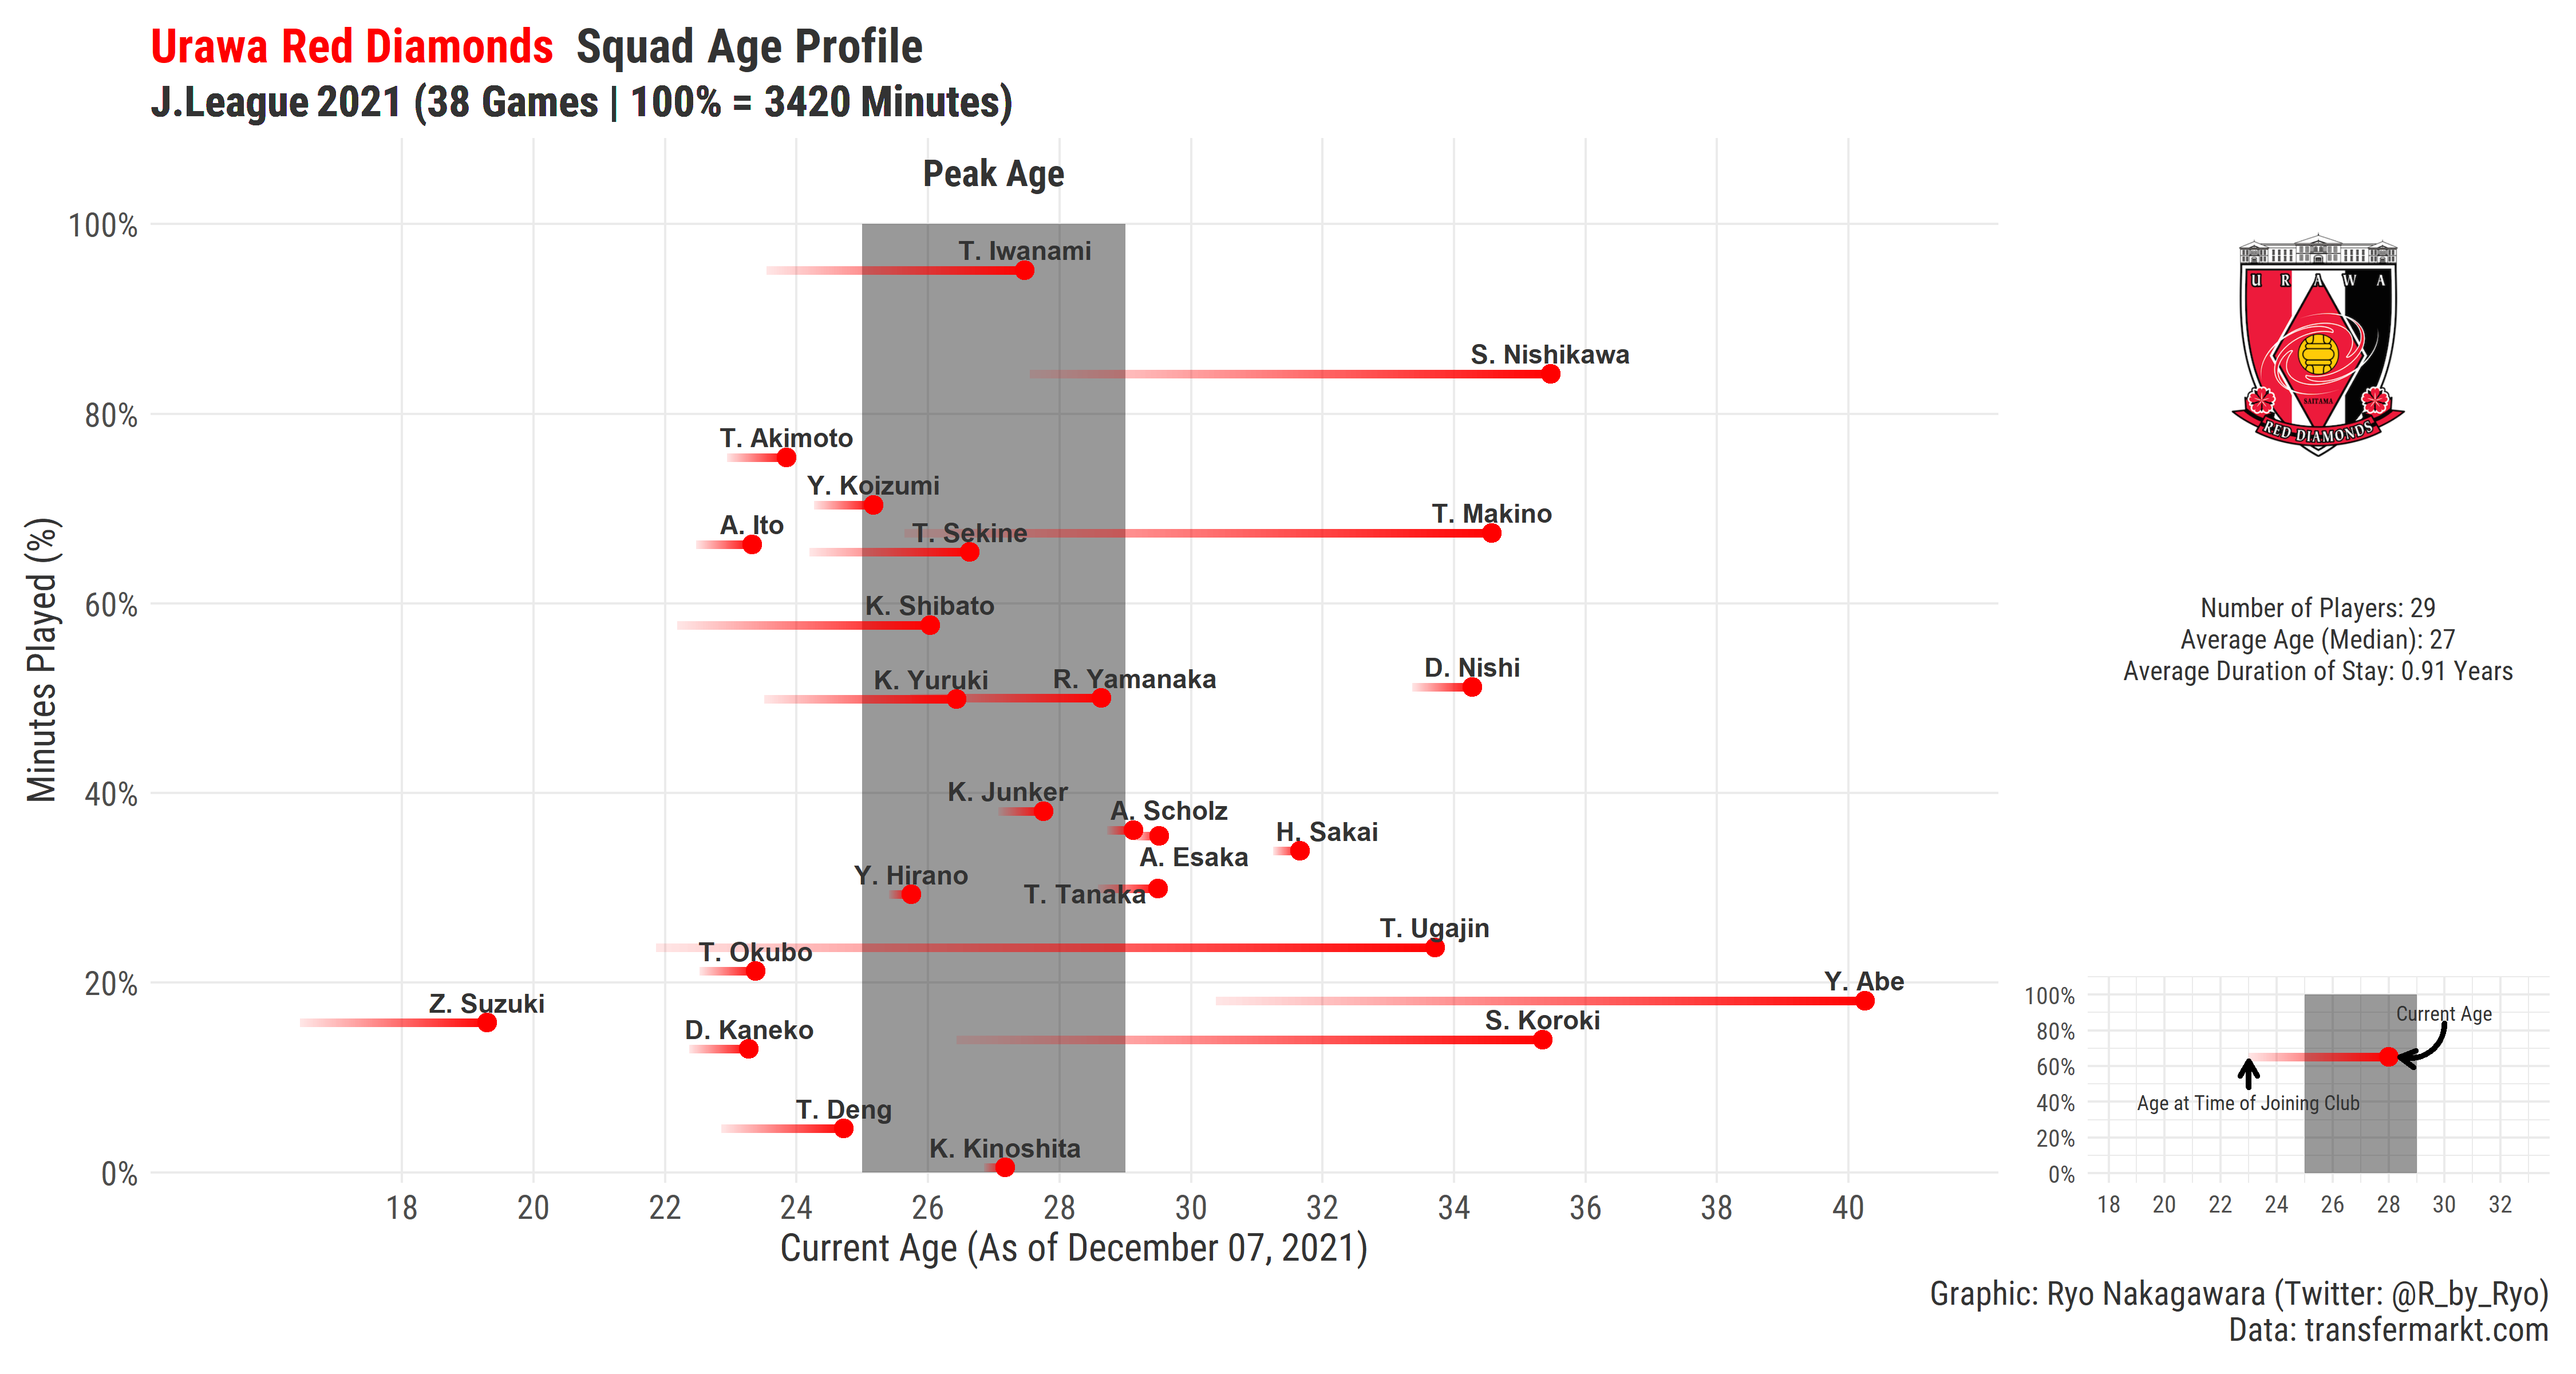 Urawa Red Diamonds Squad Age Profile
J.League 2021 (38 Games | 100% = 3420 Minutes)
Peak Age
100%
80%
60%
40%
20%
0%
Minutes Played (%)
T. Iwanami
S. Nishikawa
T. Akimoto
Y. Koizumi
T. Makino
A. Ito
T. Sekine
K. Shibato
D. Nishi
K. Yuruki
R. Yamanaka
K. Junker
A. Scholz
H. Sakai
A. Esaka
Y. Hirano
T. Tanaka
T. Ugajin
T. Okubo
Y. Abe
Z. Suzuki
S. Koroki
D. Kaneko
T. Deng
K. Kinoshita
18 20 22 24 26 28 30 32 34 36 38 40
Current Age (As of December 07, 2021)
URAWA
SAITAMA
RED DIAMONDS
Number of Players: 29
Average Age (Median): 27
Average Duration of Stay: 0.91 Years
100%
80%
60%
40%
20%
0%
Current Age
Age at Time of Joining Club
18 20 22 24 26 28 30 32
Graphic: Ryo Nakagawara (Twitter: @R_by_Ryo)
Data: transfermarkt.com